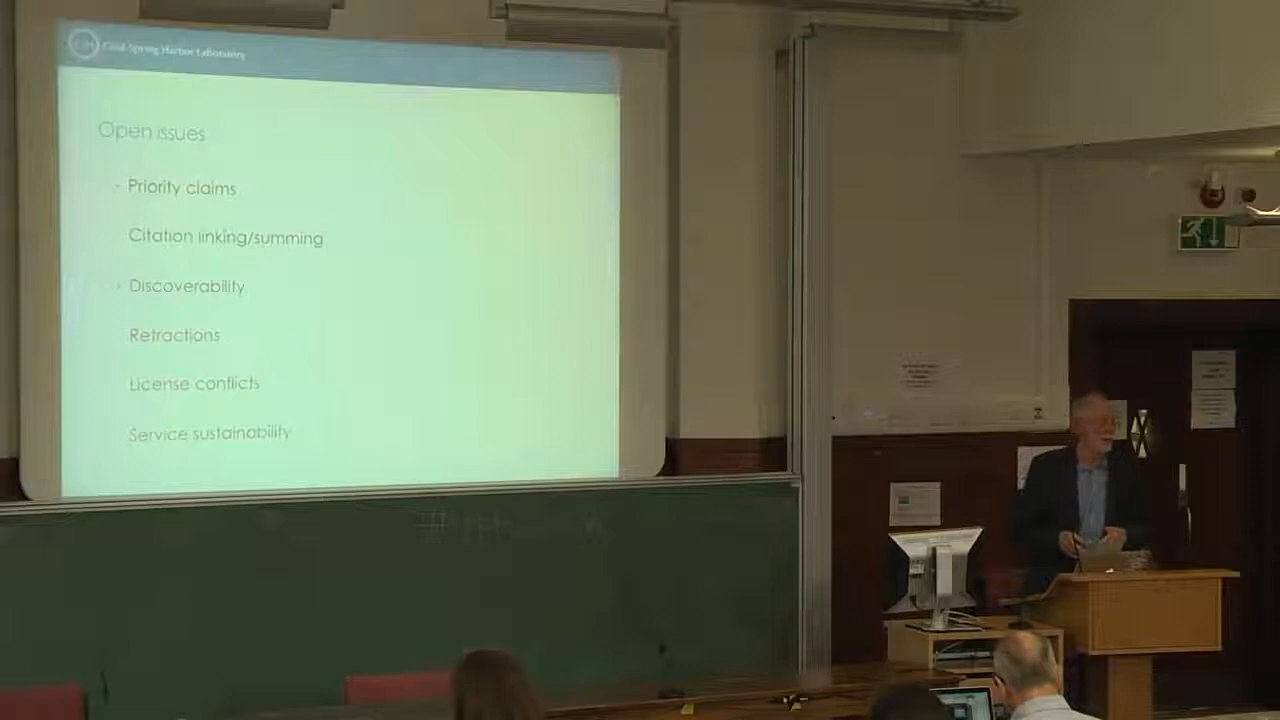 Cold Spring Harbor Laboratory
Open issues
Priority claims
Citation linking/summing
Discoverability
Retractions
License conflicts
Service sustainability